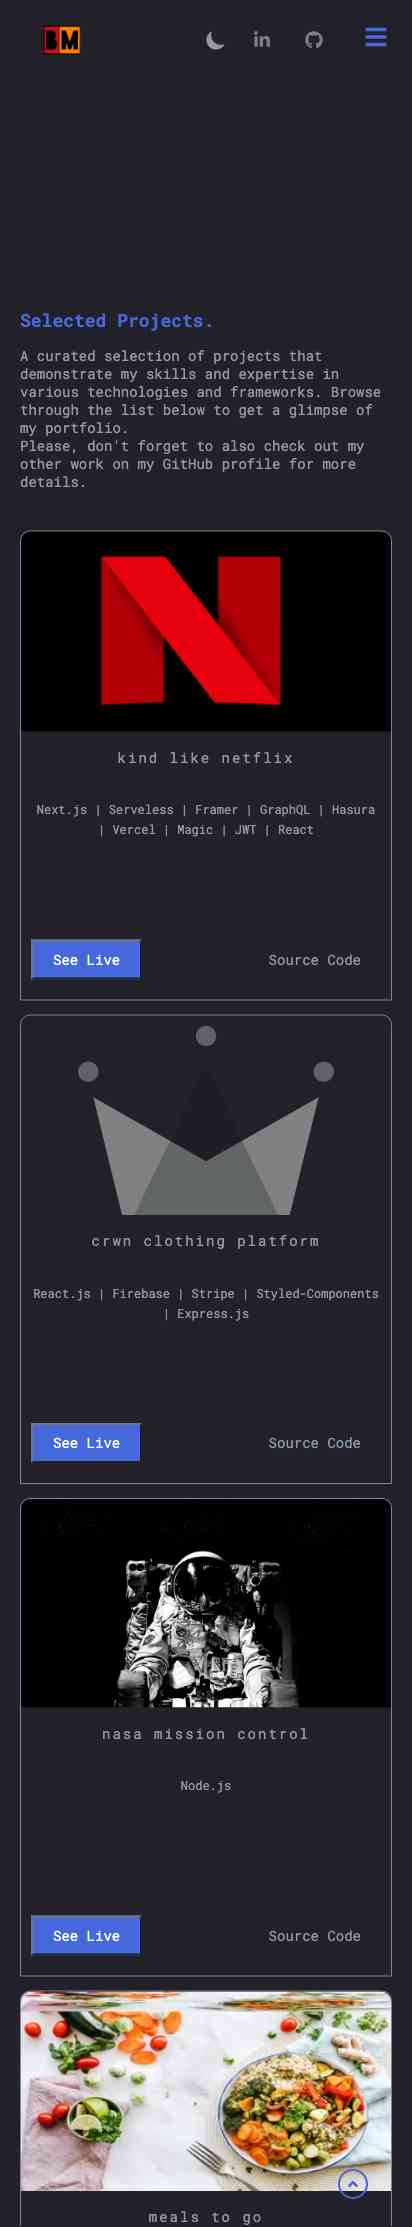 BM
Selected Projects.
A curated selection of projects that
demonstrate my skills and expertise in
various technologies and frameworks. Browse
through the list below to get a glimpse of
my portfolio.
Please, don't forget to also check out my
other work on my GitHub profile for more
details.
N
kind like netflix
Next.js | Serveless | Framer | GraphQL | Hasura
| Vercel | Magic | JWT | React
See Live
Source Code
crwn clothing platform
React.js | Firebase | Stripe | Styled-Components
| Express.js
See Live
Source Code
nasa mission control
Node.js
See Live
Source Code
meals to go